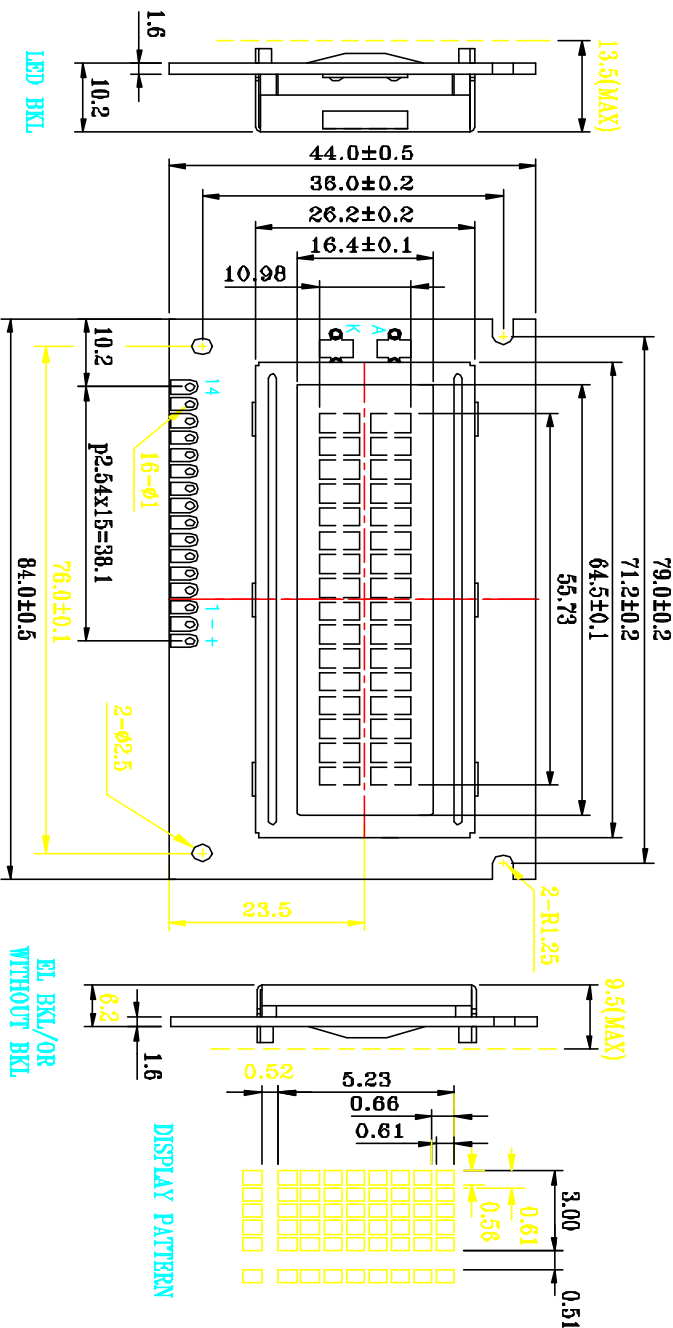 13.5(MAX)
1.6
10.2
LED BKL
44.0±0.5
36.0±0.2
26.2±0.2
16.4±0.1
10.98
K
A
79.0±0.2
71.2±0.2
64.5±0.1
55.73
14
16-ø1
1 - +
10.2
p2.54x15=38.1
76.0±0.1
84.0±0.5
2-ø2.5
23.5
2-R1.25
9.5(MAX)
6.2
1.6
EL BKL/OR
WITHOUT BKL
0.52
5.23
0.66
0.61
3.00
0.61
0.56
0.51
DISPLAY PATTERN